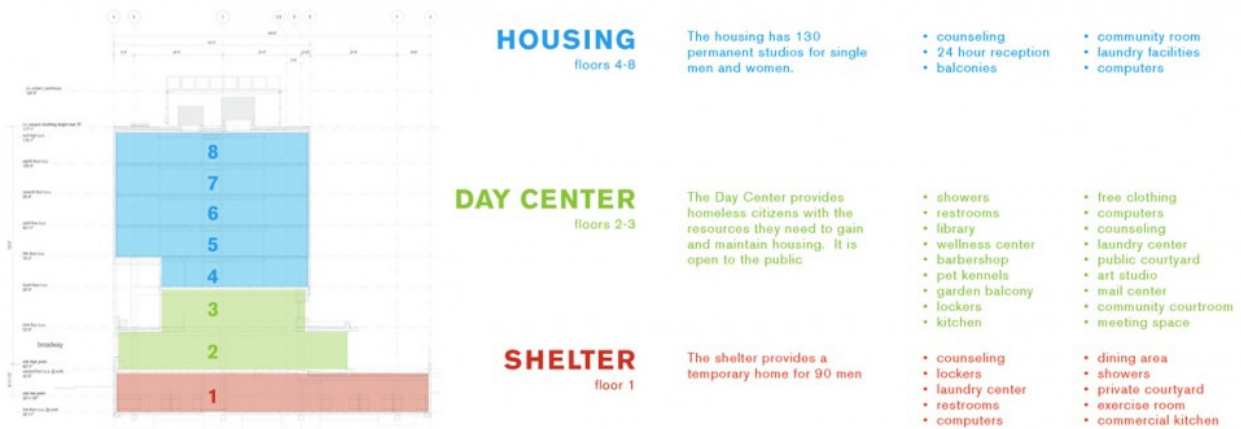 HOUSING
floors 4-8
The housing has 130
permanent studios for single
men and women.
• counseling
• 24 hour reception
• balconies
• community room
• laundry facilities
• computers
8
7
6
5
4
3
2
1
broadway
DAY CENTER
floors 2-3
The Day Center provides
homeless citizens with the
resources they need to gain
and maintain housing. It is
open to the public
• showers
• restrooms
• library
• wellness center
• barbershop
• pet kennels
• garden balcony
• lockers
• kitchen
• free clothing
• computers
• counseling
• laundry center
• public courtyard
• art studio
• mail center
• community courtroom
• meeting space
SHELTER
floor 1
The shelter provides a
temporary home for 90 men
• counseling
• lockers
• laundry center
• restrooms
• computers
• dining area
• showers
• private courtyard
• exercise room
• commercial kitchen